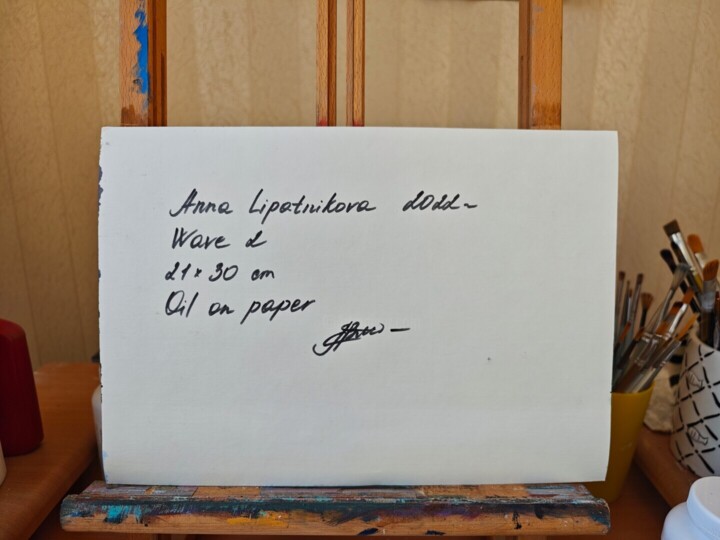 Anna Lipatnikova 2022~
Wave 2
21 × 30 cm
Oil on paper